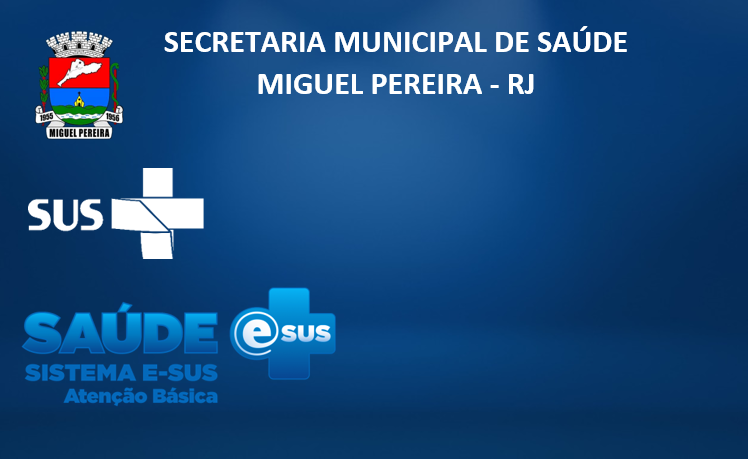 SECRETARIA MUNICIPAL DE SAÚDE
MIGUEL PEREIRA - RJ
1955 1956
MIGUEL PEREIRA
SUS
SAÚDE
e SUS
SISTEMA E-SUS
Atenção Básica